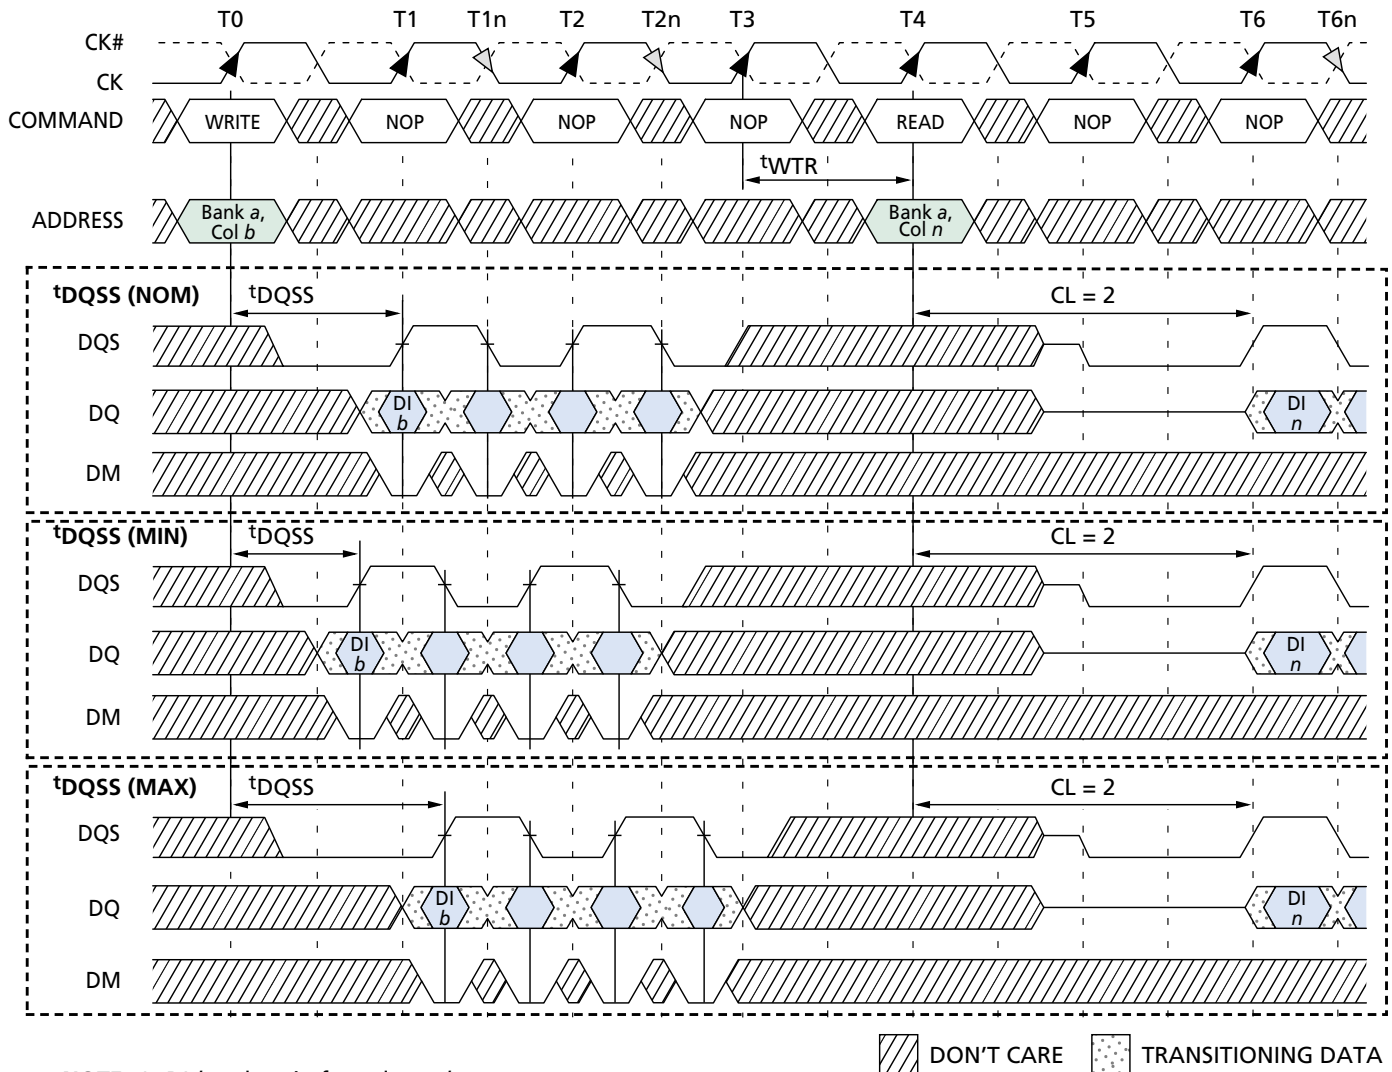 T0 T1 T1n T2 T2n T3 T4 T5 T6 T6n
CK#
CK
COMMAND WRITE NOP NOP NOP READ NOP NOP
tWTR
ADDRESS Bank a, Col b Bank a, Col n
tDQSS (NOM) tDQSS CL = 2
DQS
DQ DI b DI n
DM
tDQSS (MIN) tDQSS CL = 2
DQS
DQ DI b DI n
DM
tDQSS (MAX) tDQSS CL = 2
DQS
DQ DI b DI n
DM
DON'T CARE TRANSITIONING DATA